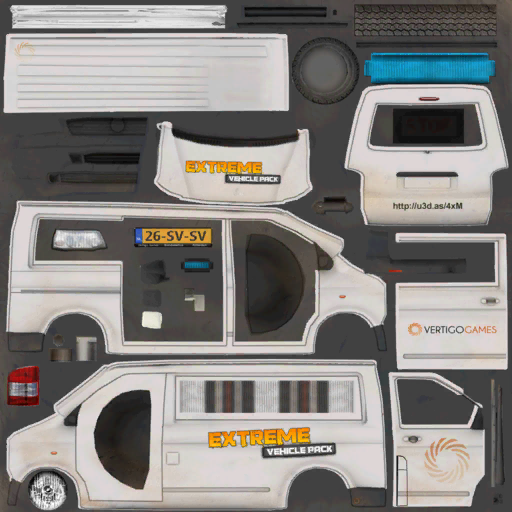 EXTREME
VEHICLE PACK
http://u3d.as/4xM
26-SV-SV
VERTIGOGAMES
EXTREME
VEHICLE PACK